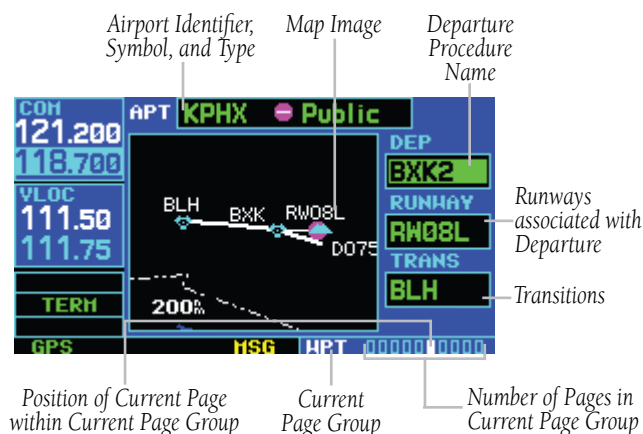 Airport Identifier,
Symbol, and Type
Map Image
Departure
Procedure
Name
COM
121.200
118.700
VLOC
111.50
111.75
TERM
GPS
APT KPHX Public
BLH
BXK
RW08L
D075
200
MSG
WPT
DEP
BXK2
RUNWAY
RW08L
TRANS
BLH
Runways
associated with
Departure
Transitions
Position of Current Page
within Current Page Group
Current
Page Group
Number of Pages in
Current Page Group